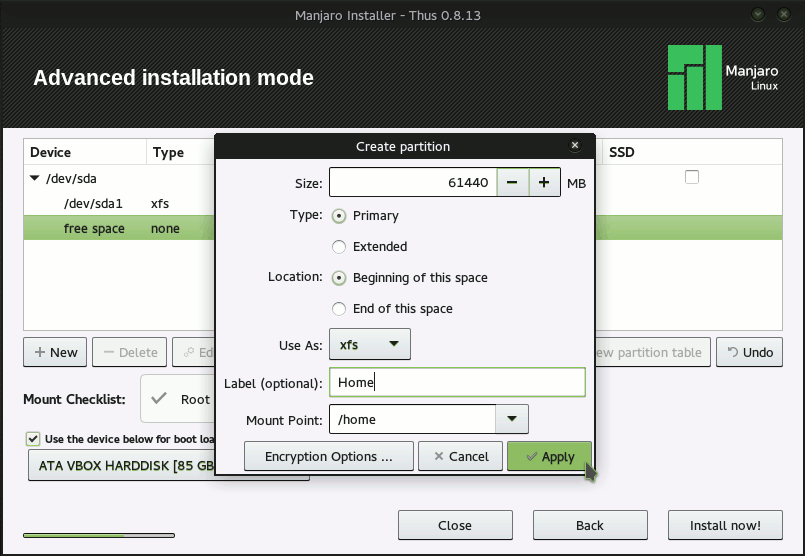 Manjaro Installer - Thus 0.8.13
Advanced installation mode
Manjaro
Linux
Device Type SSD
/dev/sda
/dev/sda1 xfs
free space none
Create partition
Size: 61440 MB
Type: Primary
Extended
Location: Beginning of this space
End of this space
Use As: xfs
Label (optional): Home
Mount Point: /home
Encryption Options ... Cancel Apply
New Delete partition table Undo
Mount Checklist: Root
Use the device below for boot
ATA VBOX HARDDISK [85 GB
Close Back Install now!